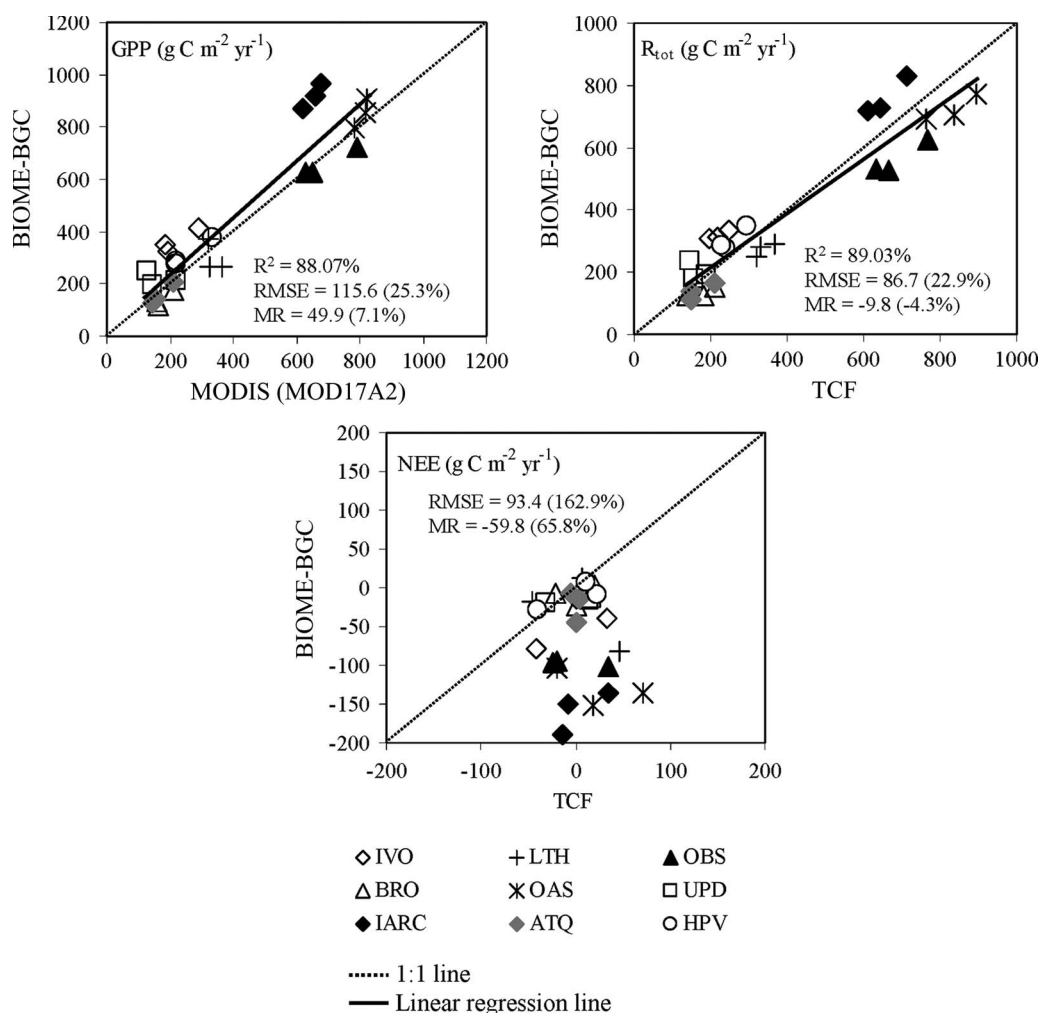 GPP (g C m⁻² yr⁻¹)
1200
1000
800
600
400
200
0
BIOME-BGC
R² = 88.07%
RMSE = 115.6 (25.3%)
MR = 49.9 (7.1%)
0 200 400 600 800 1000 1200
MODIS (MOD17A2)
Rₜₒₜ (g C m⁻² yr⁻¹)
1000
800
600
400
200
0
BIOME-BGC
R² = 89.03%
RMSE = 86.7 (22.9%)
MR = -9.8 (-4.3%)
0 200 400 600 800 1000
TCF
NEE (g C m⁻² yr⁻¹)
200
150
100
50
0
-50
-100
-150
-200
BIOME-BGC
RMSE = 93.4 (162.9%)
MR = -59.8 (65.8%)
-200 -100 0 100 200
TCF
IVO LTH OBS
BRO OAS UPD
IARC ATQ HPV
1:1 line
Linear regression line